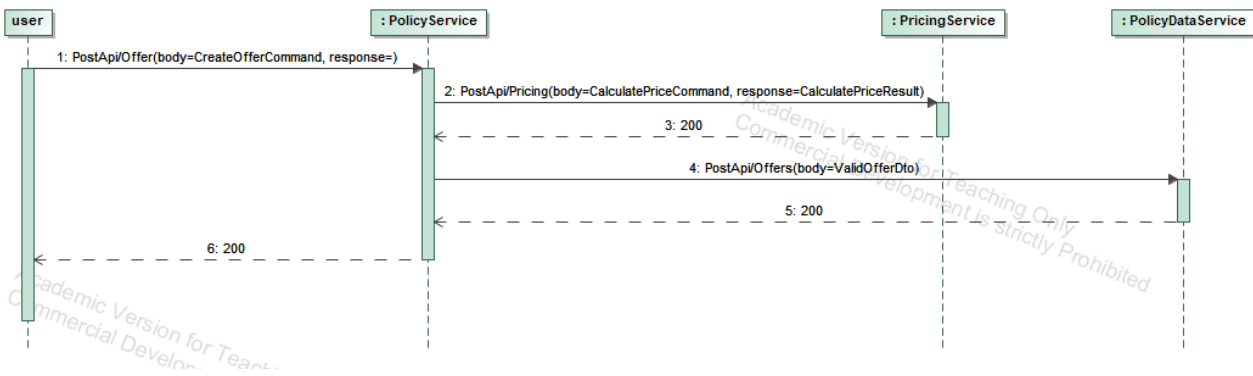 user
: PolicyService
: PricingService
: PolicyDataService
1: PostApi/Offer(body=CreateOfferCommand, response=)
2: PostApi/Pricing(body=CalculatePriceCommand, response=CalculatePriceResult)
3: 200
4: PostApi/Offers(body=ValidOfferDto)
5: 200
6: 200
Academic Version for Teaching Only
Commercial Development is strictly Prohibited
Academic Version for
Commercial